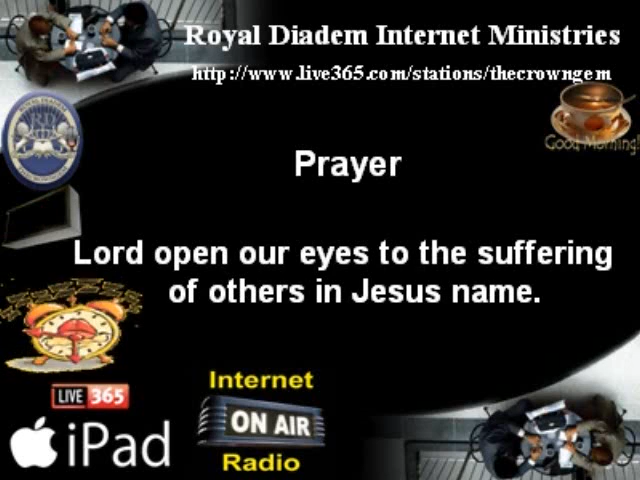 Royal Diadem Internet Ministries
http://www.live365.com/stations/thecrowngem
Good Morning!
Prayer
Lord open our eyes to the suffering
of others in Jesus name.
Internet
LIVE 365
ON AIR
iPad
Radio